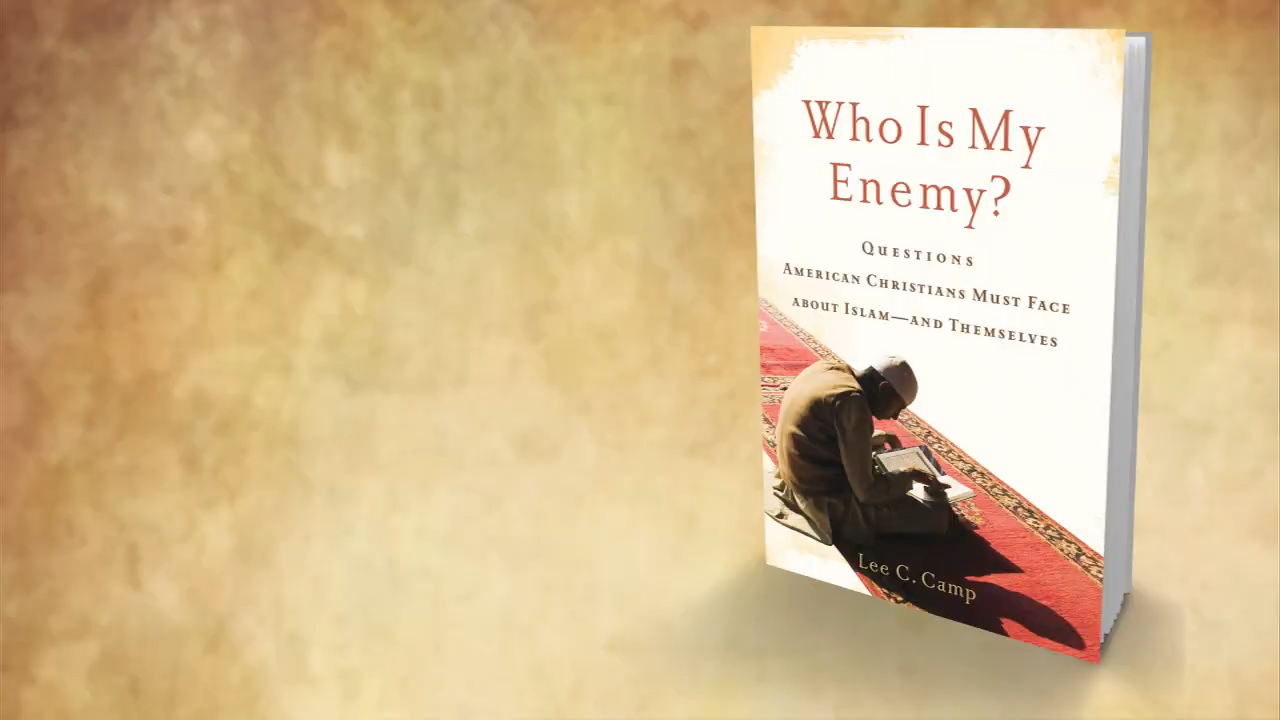 Who Is My
Enemy?
Questions
American Christians Must Face
about Islam—and Themselves
Lee C. Camp